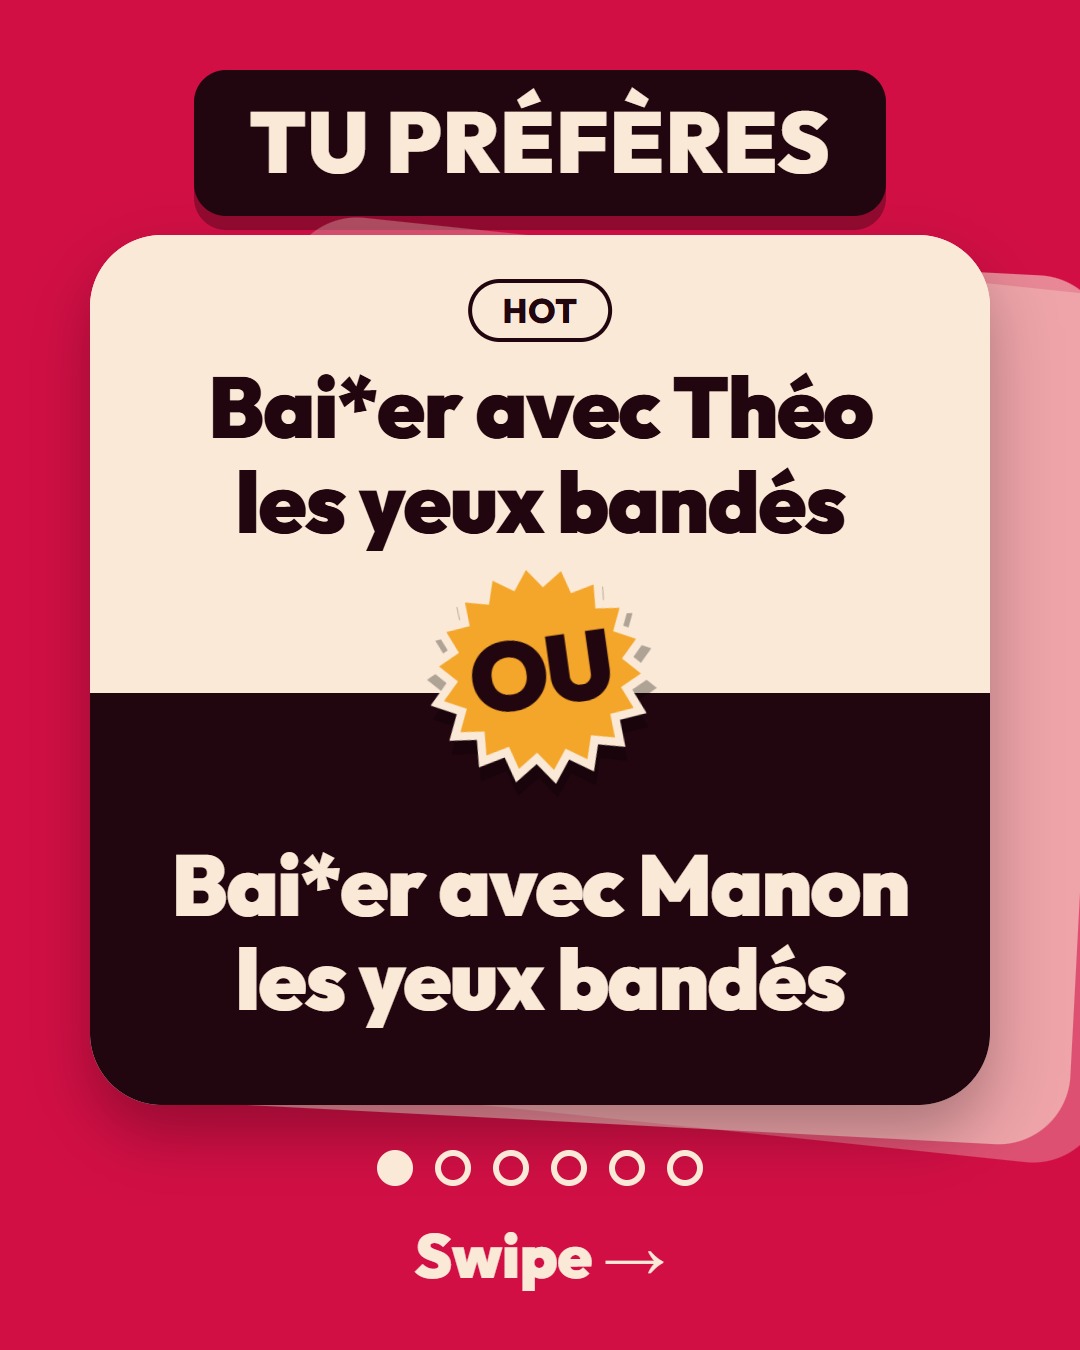 TU PRÉFÈRES
HOT
Bai*er avec Théo
les yeux bandés
OU
Bai*er avec Manon
les yeux bandés
Swipe →